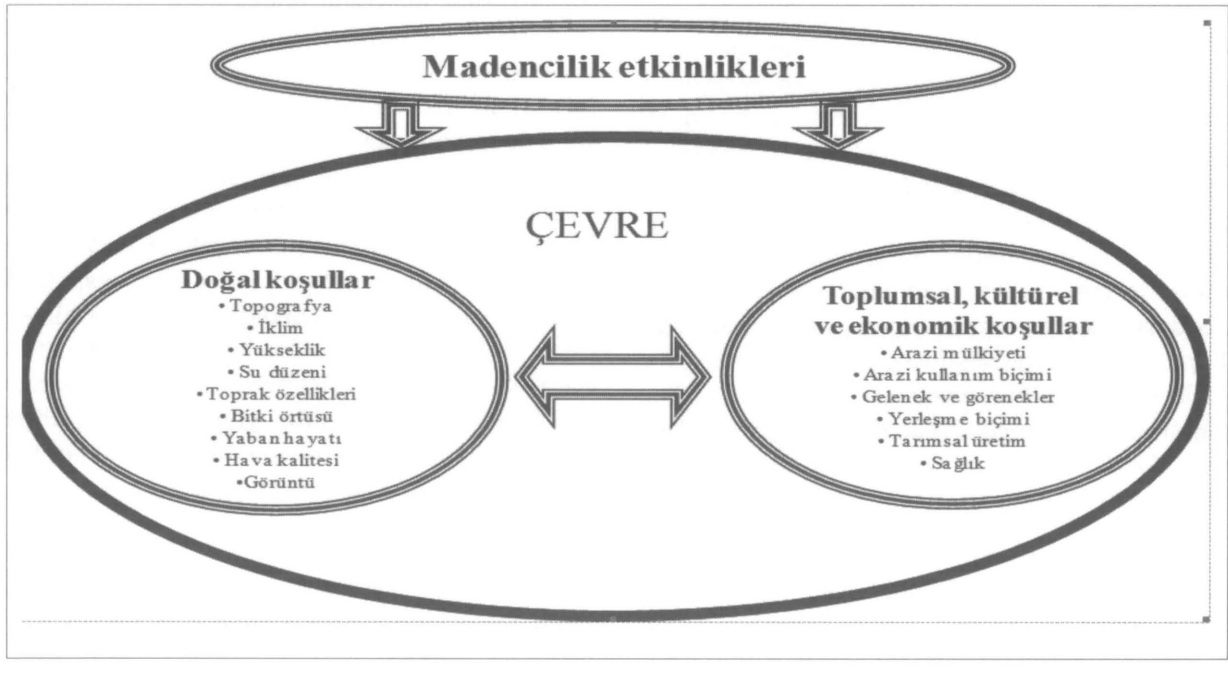 Madencilik etkinlikleri
ÇEVRE
Doğal koşullar
• Topografya
• İklim
• Yükseklik
• Su düzeni
• Toprak özellikleri
• Bitki örtüsü
• Yaban hayatı
• Hava kalitesi
•Görüntü
Toplumsal, kültürel
ve ekonomik koşullar
• Arazi mülkiyeti
• Arazi kullanım biçimi
• Gelenek ve görenekler
• Yerleşme biçimi
• Tarımsal üretim
• Sağlık